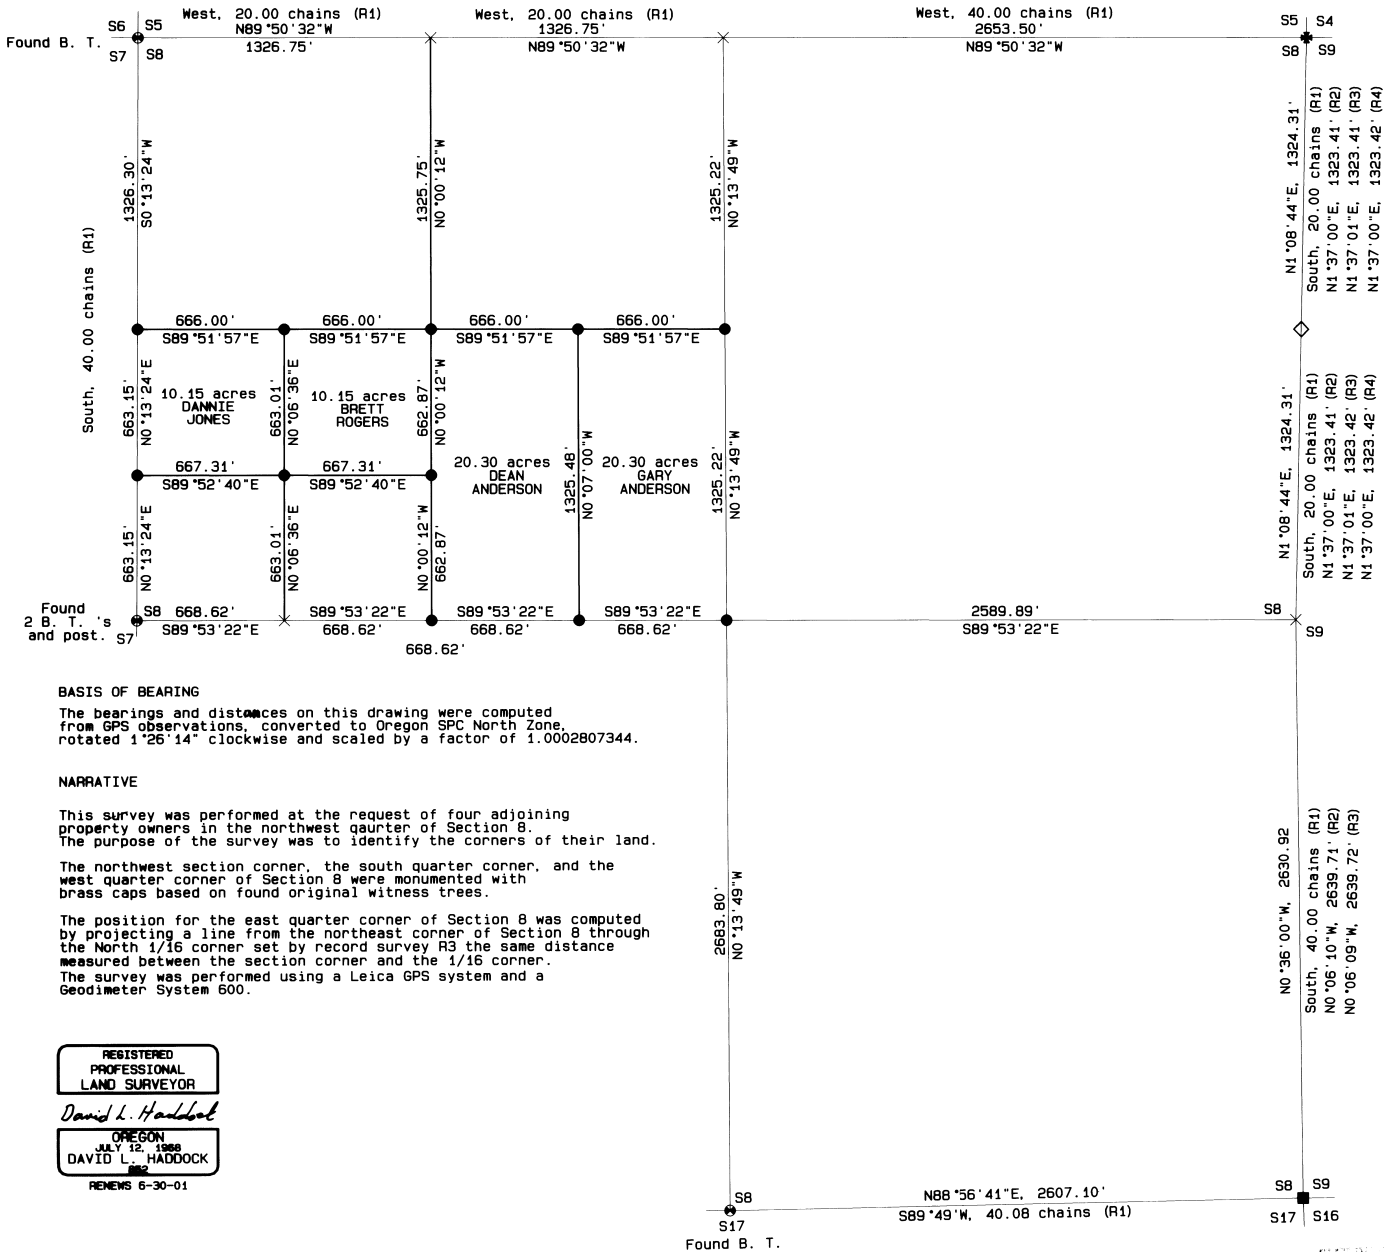 West, 20.00 chains (R1)
N89°50'32"W
1326.75'
West, 20.00 chains (R1)
1326.75'
N89°50'32"W
West, 40.00 chains (R1)
2653.50'
N89°50'32"W
S6 S5
Found B. T.
S7 S8
S5 S4
S8 S9
1326.30'
S0°13'24"W
1325.75'
N0°00'12"W
1325.22'
N0°13'49"W
N1°08'44"E, 1324.31'
South, 20.00 chains (R1)
N1°37'00"E, 1323.41' (R2)
N1°37'01"E, 1323.41' (R3)
N1°37'00"E, 1323.42' (R4)
South, 40.00 chains (R1)
666.00'
S89°51'57"E
666.00'
S89°51'57"E
666.00'
S89°51'57"E
666.00'
S89°51'57"E
663.15'
N0°13'24"E
10.15 acres
DANNIE
JONES
663.01'
N0°06'36"E
10.15 acres
BRETT
ROGERS
662.87'
N0°00'12"W
667.31'
S89°52'40"E
667.31'
S89°52'40"E
20.30 acres
DEAN
ANDERSON
1325.48'
N0°07'00"W
20.30 acres
GARY
ANDERSON
1325.22'
N0°13'49"W
N1°08'44"E, 1324.31'
South, 20.00 chains (R1)
N1°37'00"E, 1323.41' (R2)
N1°37'01"E, 1323.42' (R3)
N1°37'00"E, 1323.42' (R4)
663.15'
N0°13'24"E
663.01'
N0°06'36"E
N0°00'12"W
662.87'
Found
2 B. T. 's
and post.
S8
S7
668.62'
S89°53'22"E
S89°53'22"E
668.62'
668.62'
S89°53'22"E
668.62'
S89°53'22"E
668.62'
2589.89'
S89°53'22"E
S8
S9
BASIS OF BEARING
The bearings and distances on this drawing were computed
from GPS observations, converted to Oregon SPC North Zone,
rotated 1°26'14" clockwise and scaled by a factor of 1.0002807344.
NARRATIVE
This survey was performed at the request of four adjoining
property owners in the northwest qaurter of Section 8.
The purpose of the survey was to identify the corners of their land.
The northwest section corner, the south quarter corner, and the
west quarter corner of Section 8 were monumented with
brass caps based on found original witness trees.
The position for the east quarter corner of Section 8 was computed
by projecting a line from the northeast corner of Section 8 through
the North 1/16 corner set by record survey R3 the same distance
measured between the section corner and the 1/16 corner.
The survey was performed using a Leica GPS system and a
Geodimeter System 600.
2683.80'
N0°13'49"W
N0°36'00"W, 2630.92
South, 40.00 chains (R1)
N0°06'10"W, 2639.71' (R2)
N0°06'09"W, 2639.72' (R3)
REGISTERED
PROFESSIONAL
LAND SURVEYOR
David L. Haddock
OREGON
JULY 12, 1968
DAVID L. HADDOCK
852
RENEWS 6-30-01
S8
S17
Found B. T.
N88°56'41"E, 2607.10'
S89°49'W, 40.08 chains (R1)
S8 S9
S17 S16